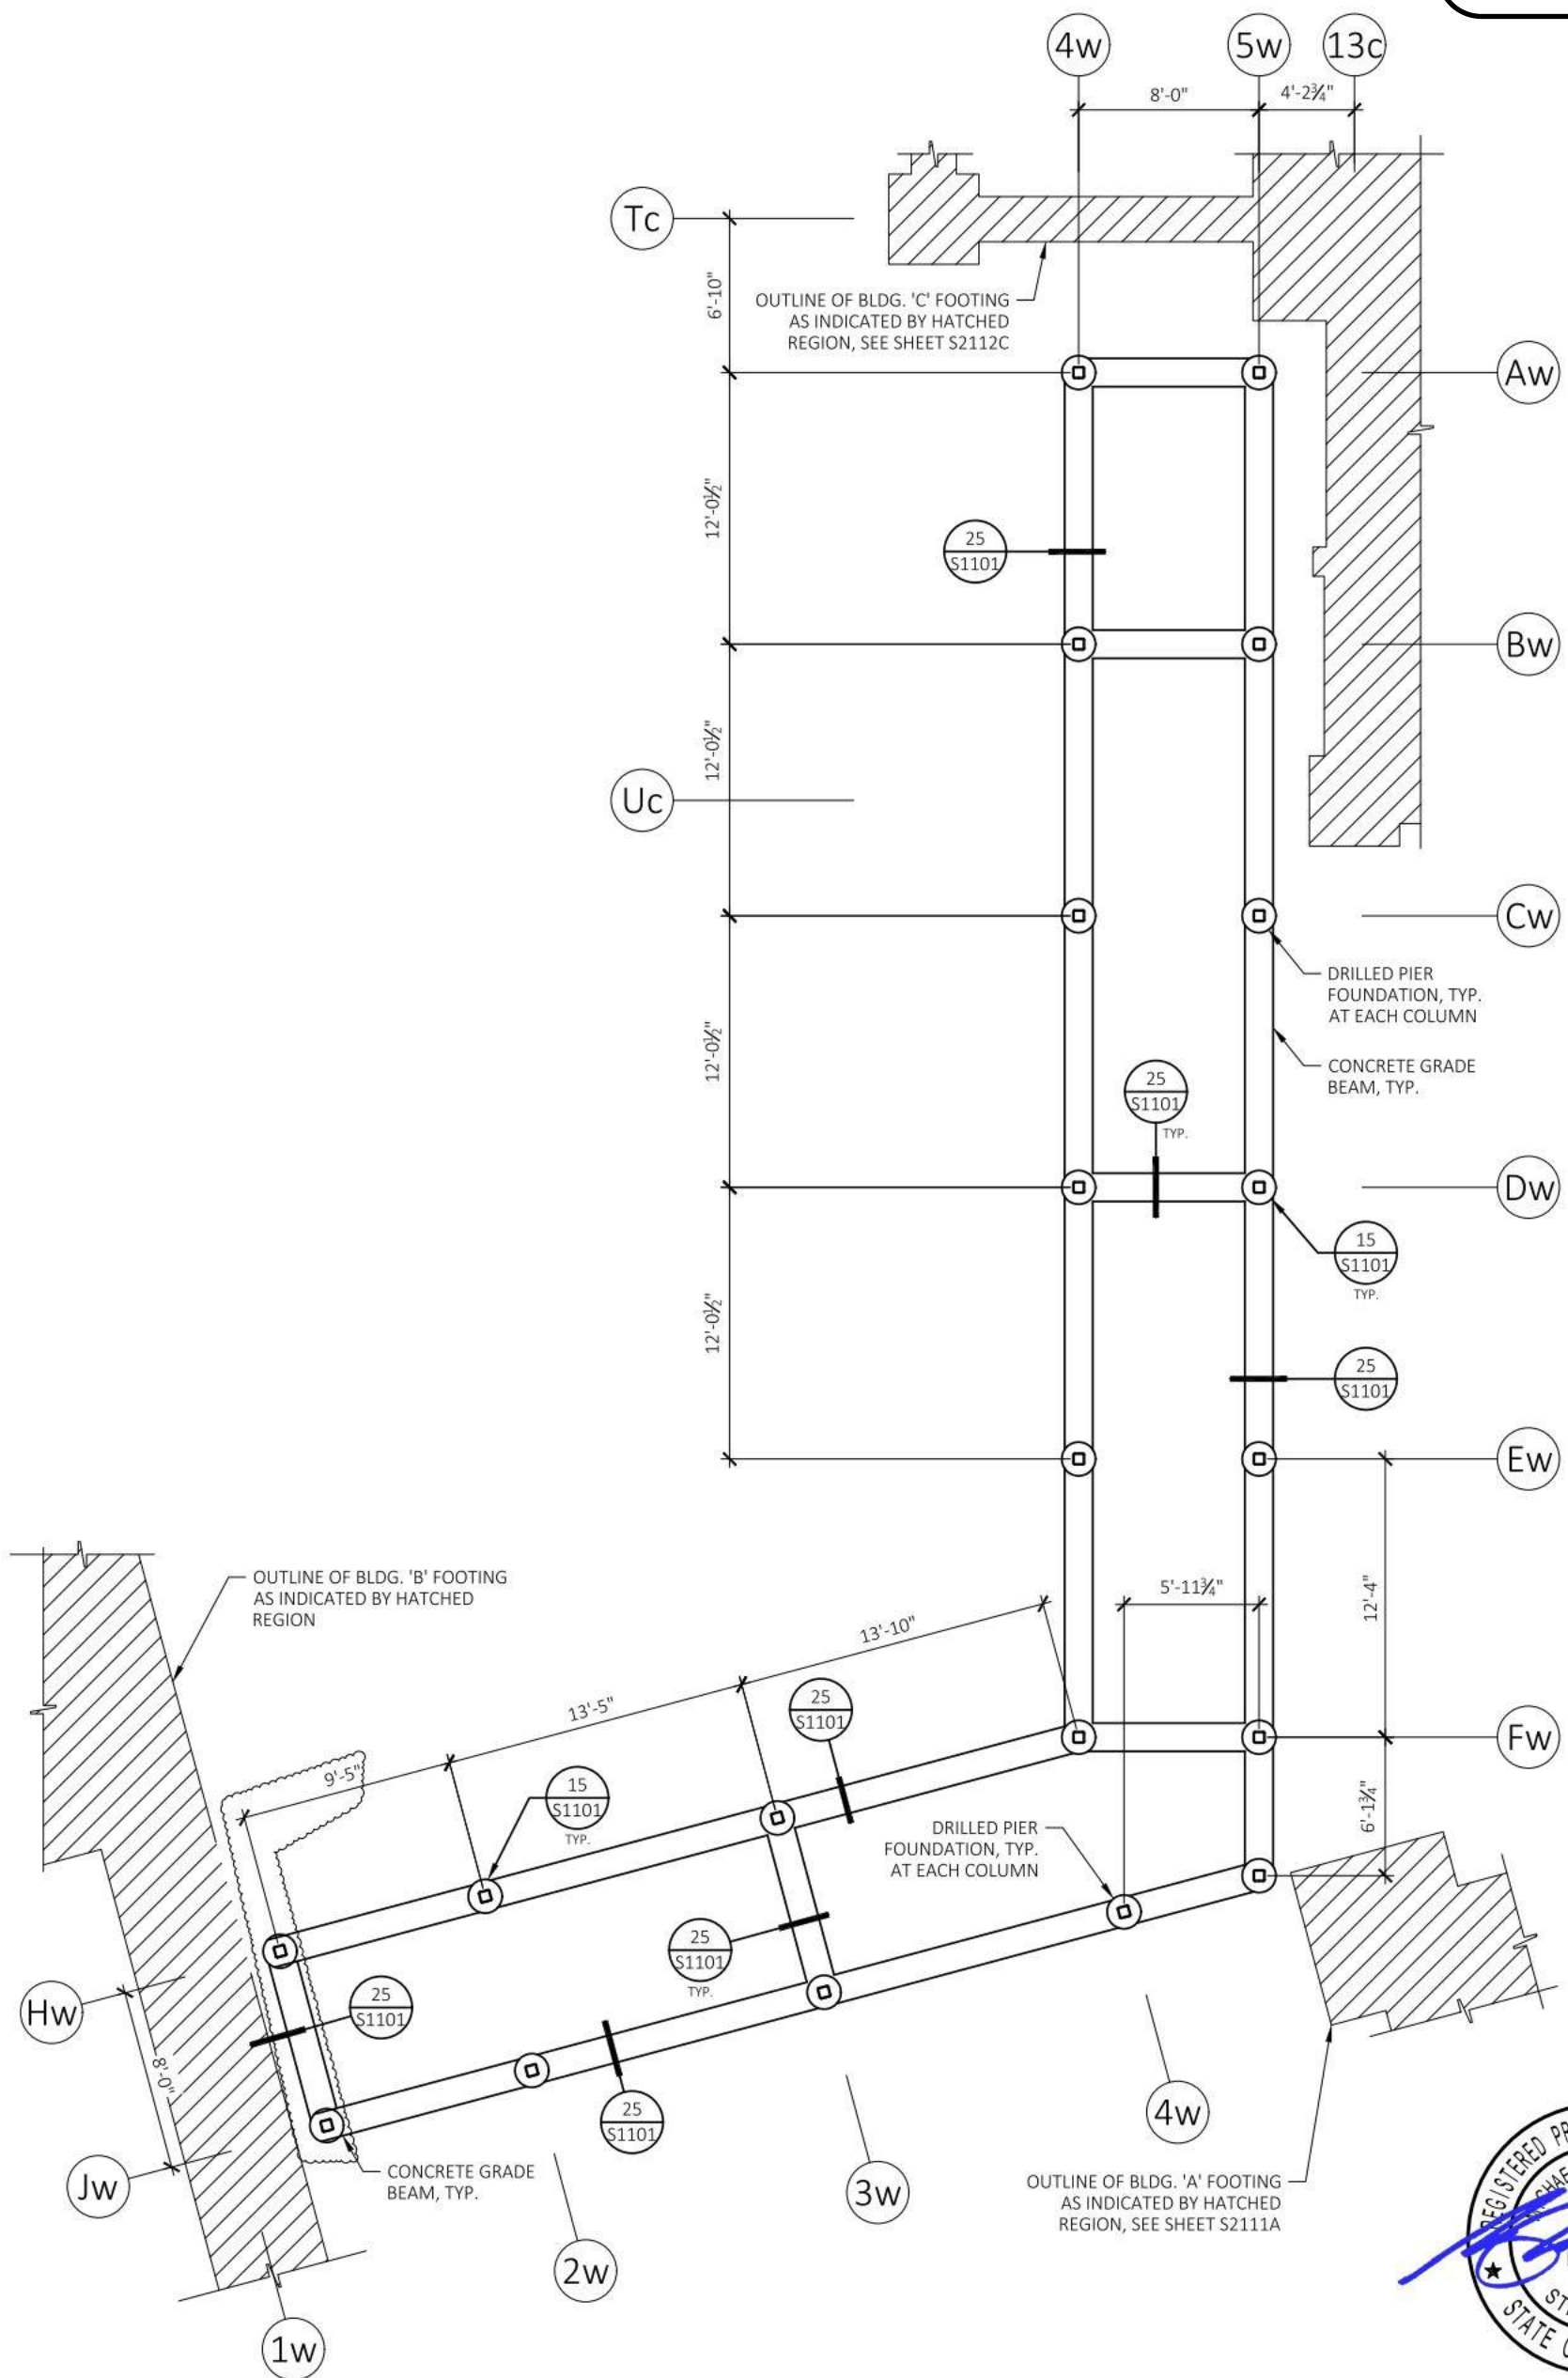 4w
5w
13c
8'-0"
4'-2¾"
Tc
6'-10"
OUTLINE OF BLDG. 'C' FOOTING
AS INDICATED BY HATCHED
REGION, SEE SHEET S2112C
Aw
12'-0½"
25
S1101
Bw
12'-0½"
Uc
Cw
DRILLED PIER
FOUNDATION, TYP.
AT EACH COLUMN
12'-0½"
CONCRETE GRADE
BEAM, TYP.
25
S1101
TYP.
Dw
15
S1101
TYP.
12'-0½"
25
S1101
Ew
OUTLINE OF BLDG. 'B' FOOTING
AS INDICATED BY HATCHED
REGION
5'-11¾"
12'-4"
13'-10"
13'-5"
25
S1101
Fw
9'-5"
15
S1101
TYP.
6'-1¾"
DRILLED PIER
FOUNDATION, TYP.
AT EACH COLUMN
25
S1101
TYP.
Hw
25
S1101
8'-0"
25
S1101
4w
Jw
CONCRETE GRADE
BEAM, TYP.
3w
OUTLINE OF BLDG. 'A' FOOTING
AS INDICATED BY HATCHED
REGION, SEE SHEET S2111A
2w
1w
REGISTERED
STATE